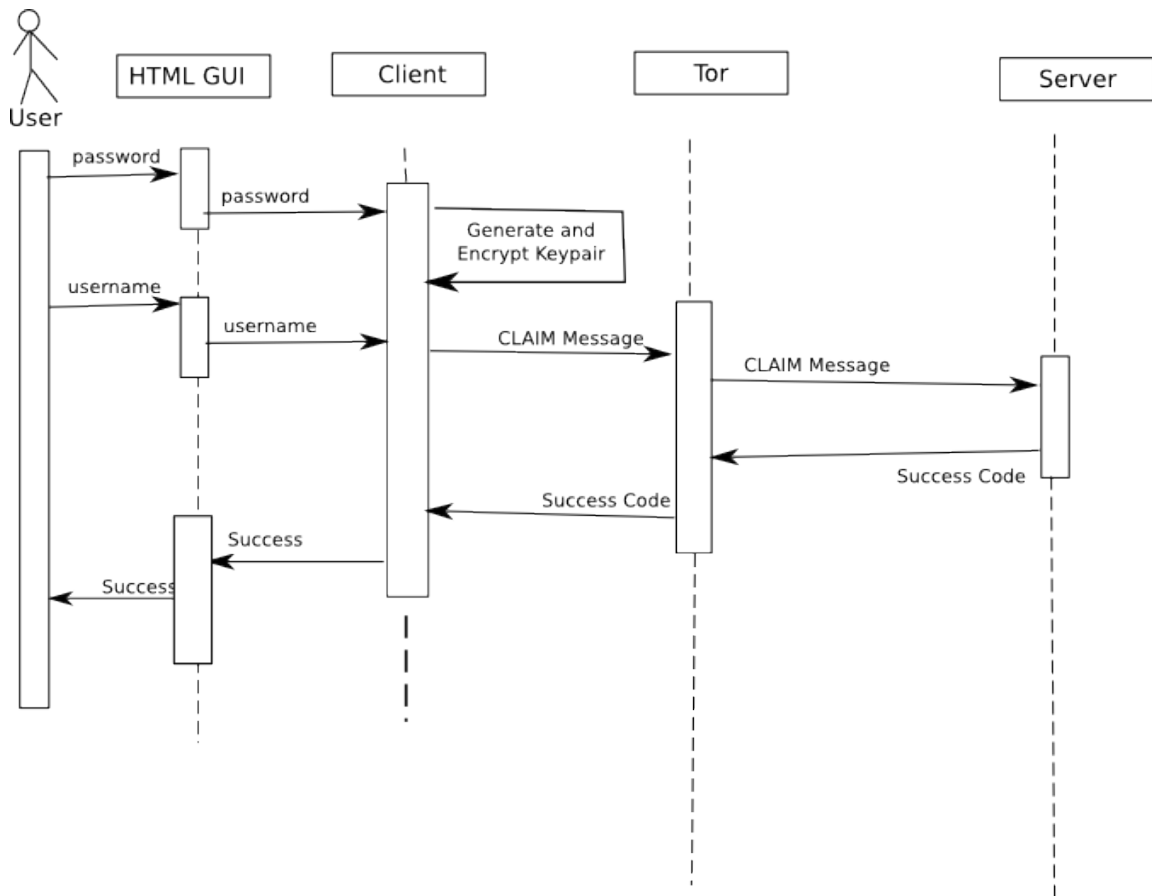 HTML GUI
Client
Tor
Server
User
password
password
Generate and
Encrypt Keypair
username
username
CLAIM Message
CLAIM Message
Success Code
Success Code
Success
Success